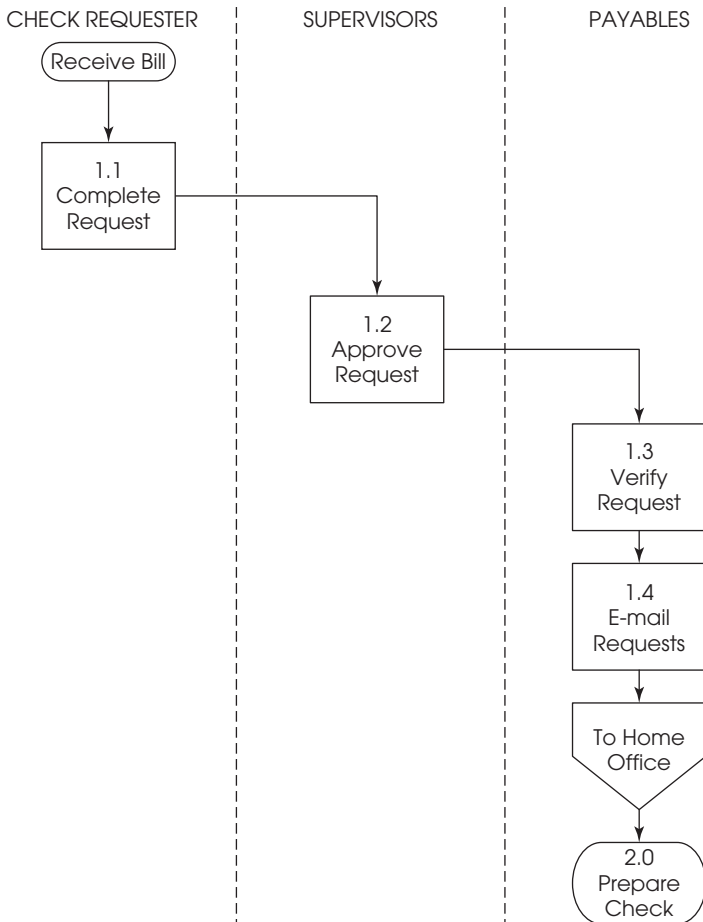 CHECK REQUESTER
SUPERVISORS
PAYABLES
Receive Bill
1.1
Complete
Request
1.2
Approve
Request
1.3
Verify
Request
1.4
E-mail
Requests
To Home
Office
2.0
Prepare
Check